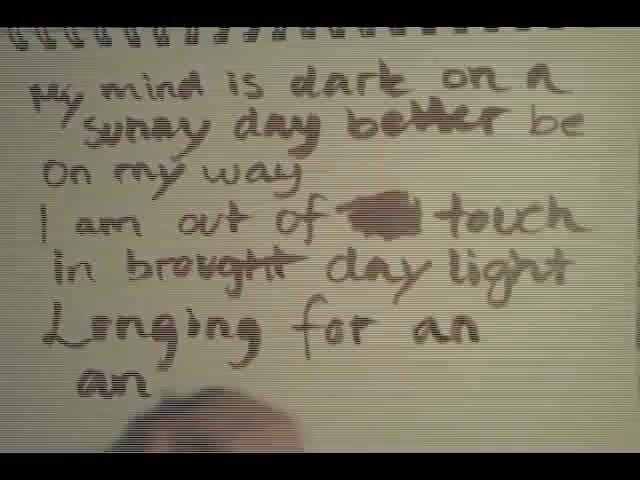 My mind is dark on a
sunny day better be
on my way
I am out of touch
in brought day light
Longing for an
an